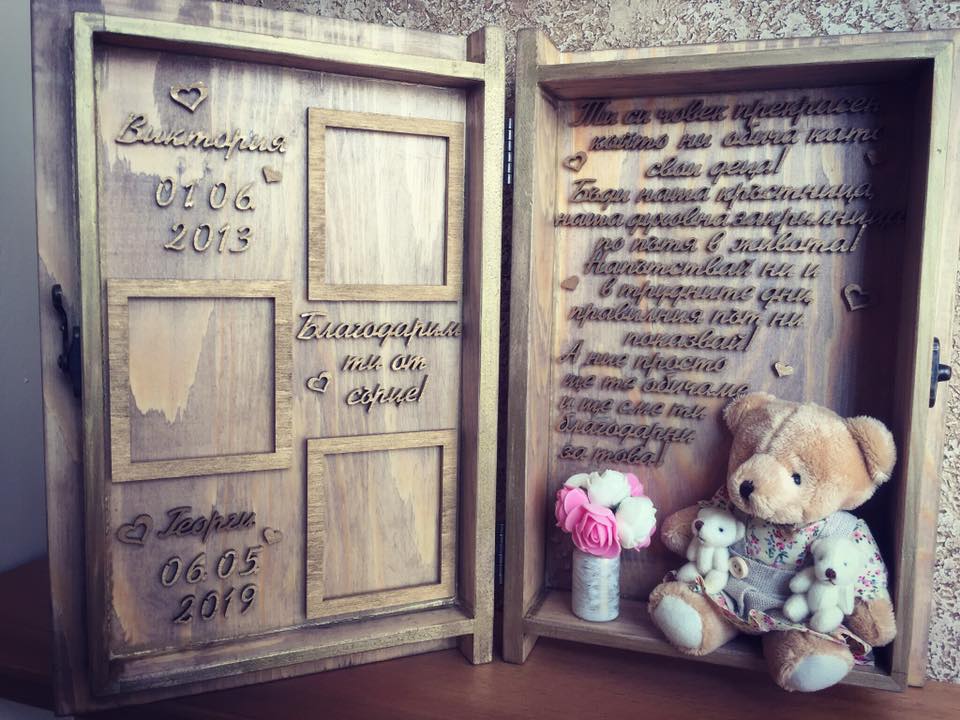 Виктория
01 06
2013
Благодарим
ти от
сърце!
Георги
06 05
2019
Ти си човек прекрасен
който ни обича като
свои деца!
Бъди наша кръстница,
наша духовна закрилница
по пътя в живота!
Напътствай ни и
в трудните дни,
правилния път ни
показвай!
А ние просто
ще те обичаме
и ще сме ти
благодарни
за това!